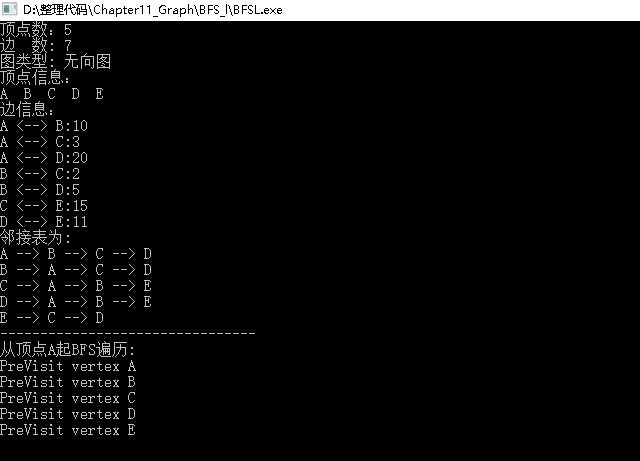 D:\整理代码\Chapter11_Graph\BFS_l\BFSL.exe
顶点数: 5
边  数: 7
图类型: 无向图
顶点信息:
A  B  C  D  E
边信息:
A <--> B:10
A <--> C:3
A <--> D:20
B <--> C:2
B <--> D:5
C <--> E:15
D <--> E:11
邻接表为:
A --> B --> C --> D
B --> A --> C --> D
C --> A --> B --> E
D --> A --> B --> E
E --> C --> D
--------------------------------
从顶点A起BFS遍历:
PreVisit vertex A
PreVisit vertex B
PreVisit vertex C
PreVisit vertex D
PreVisit vertex E